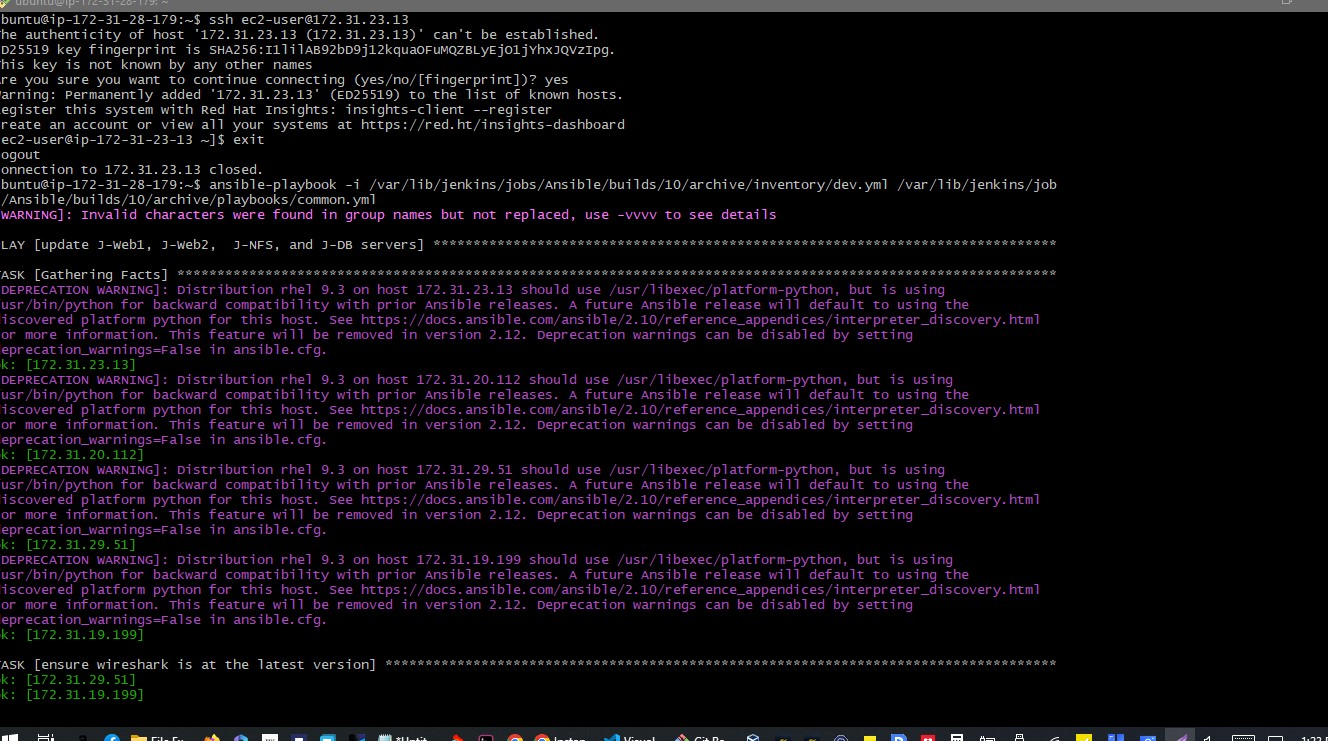 ubuntu@ip-172-31-28-179: ~
buntu@ip-172-31-28-179:~$ ssh ec2-user@172.31.23.13
he authenticity of host '172.31.23.13 (172.31.23.13)' can't be established.
D25519 key fingerprint is SHA256:I1lilAB92bD9j12kquaOFuMQZBLyEjO1jYhxJQVzIpg.
his key is not known by any other names
re you sure you want to continue connecting (yes/no/[fingerprint])? yes
arning: Permanently added '172.31.23.13' (ED25519) to the list of known hosts.
egister this system with Red Hat Insights: insights-client --register
reate an account or view all your systems at https://red.ht/insights-dashboard
ec2-user@ip-172-31-23-13 ~]$ exit
ogout
onnection to 172.31.23.13 closed.
buntu@ip-172-31-28-179:~$ ansible-playbook -i /var/lib/jenkins/jobs/Ansible/builds/10/archive/inventory/dev.yml /var/lib/jenkins/job
/Ansible/builds/10/archive/playbooks/common.yml
WARNING]: Invalid characters were found in group names but not replaced, use -vvvv to see details
LAY [update J-Web1, J-Web2,  J-NFS, and J-DB servers] ******************************************************************************
ASK [Gathering Facts] **************************************************************************************************************
DEPRECATION WARNING]: Distribution rhel 9.3 on host 172.31.23.13 should use /usr/libexec/platform-python, but is using
usr/bin/python for backward compatibility with prior Ansible releases. A future Ansible release will default to using the
iscovered platform python for this host. See https://docs.ansible.com/ansible/2.10/reference_appendices/interpreter_discovery.html
or more information. This feature will be removed in version 2.12. Deprecation warnings can be disabled by setting
eprecation_warnings=False in ansible.cfg.
k: [172.31.23.13]
DEPRECATION WARNING]: Distribution rhel 9.3 on host 172.31.20.112 should use /usr/libexec/platform-python, but is using
usr/bin/python for backward compatibility with prior Ansible releases. A future Ansible release will default to using the
iscovered platform python for this host. See https://docs.ansible.com/ansible/2.10/reference_appendices/interpreter_discovery.html
or more information. This feature will be removed in version 2.12. Deprecation warnings can be disabled by setting
eprecation_warnings=False in ansible.cfg.
k: [172.31.20.112]
DEPRECATION WARNING]: Distribution rhel 9.3 on host 172.31.29.51 should use /usr/libexec/platform-python, but is using
usr/bin/python for backward compatibility with prior Ansible releases. A future Ansible release will default to using the
iscovered platform python for this host. See https://docs.ansible.com/ansible/2.10/reference_appendices/interpreter_discovery.html
or more information. This feature will be removed in version 2.12. Deprecation warnings can be disabled by setting
eprecation_warnings=False in ansible.cfg.
k: [172.31.29.51]
DEPRECATION WARNING]: Distribution rhel 9.3 on host 172.31.19.199 should use /usr/libexec/platform-python, but is using
usr/bin/python for backward compatibility with prior Ansible releases. A future Ansible release will default to using the
iscovered platform python for this host. See https://docs.ansible.com/ansible/2.10/reference_appendices/interpreter_discovery.html
or more information. This feature will be removed in version 2.12. Deprecation warnings can be disabled by setting
eprecation_warnings=False in ansible.cfg.
k: [172.31.19.199]
ASK [ensure wireshark is at the latest version] ************************************************************************************
k: [172.31.29.51]
k: [172.31.19.199]